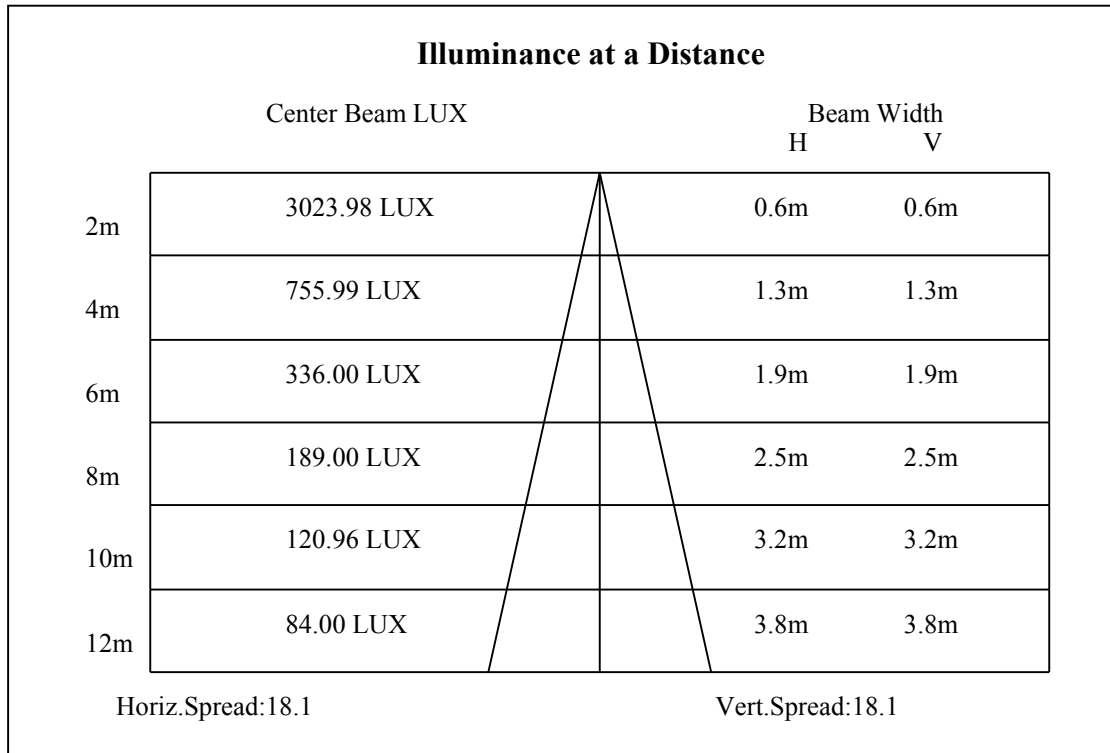 Illuminance at a Distance
Center Beam LUX Beam Width
H V
2m 3023.98 LUX 0.6m 0.6m
4m 755.99 LUX 1.3m 1.3m
6m 336.00 LUX 1.9m 1.9m
8m 189.00 LUX 2.5m 2.5m
10m 120.96 LUX 3.2m 3.2m
12m 84.00 LUX 3.8m 3.8m
Horiz.Spread:18.1 Vert.Spread:18.1